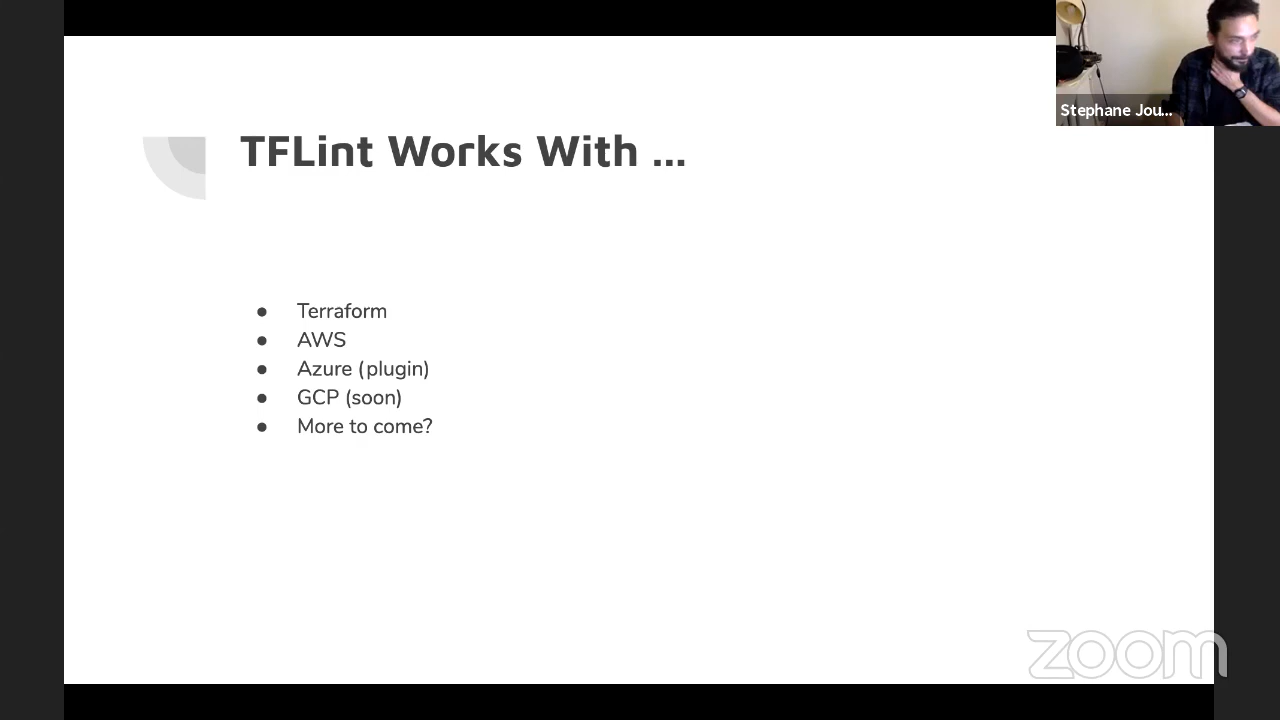 Stephane Jou...
TFLint Works With ...
● Terraform
● AWS
● Azure (plugin)
● GCP (soon)
● More to come?
zoom